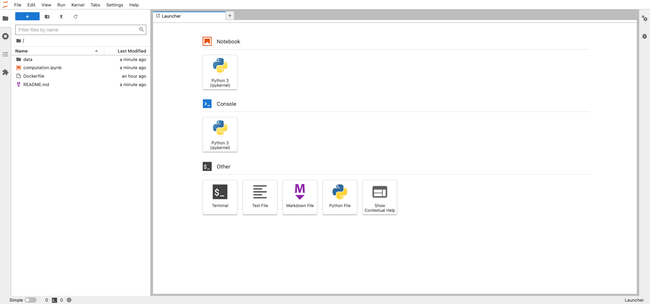 File Edit View Run Kernel Tabs Settings Help
+
Launcher
+
Filter files by name
/
Name Last Modified
data a minute ago
computation.ipynb a minute ago
Dockerfile an hour ago
README.md a minute ago
Notebook
Python 3
(ipykernel)
Console
Python 3
(ipykernel)
$_ Other
$_ M
Terminal Text File Markdown File Python File Show
Contextual Help
Simple 0 0 Launcher